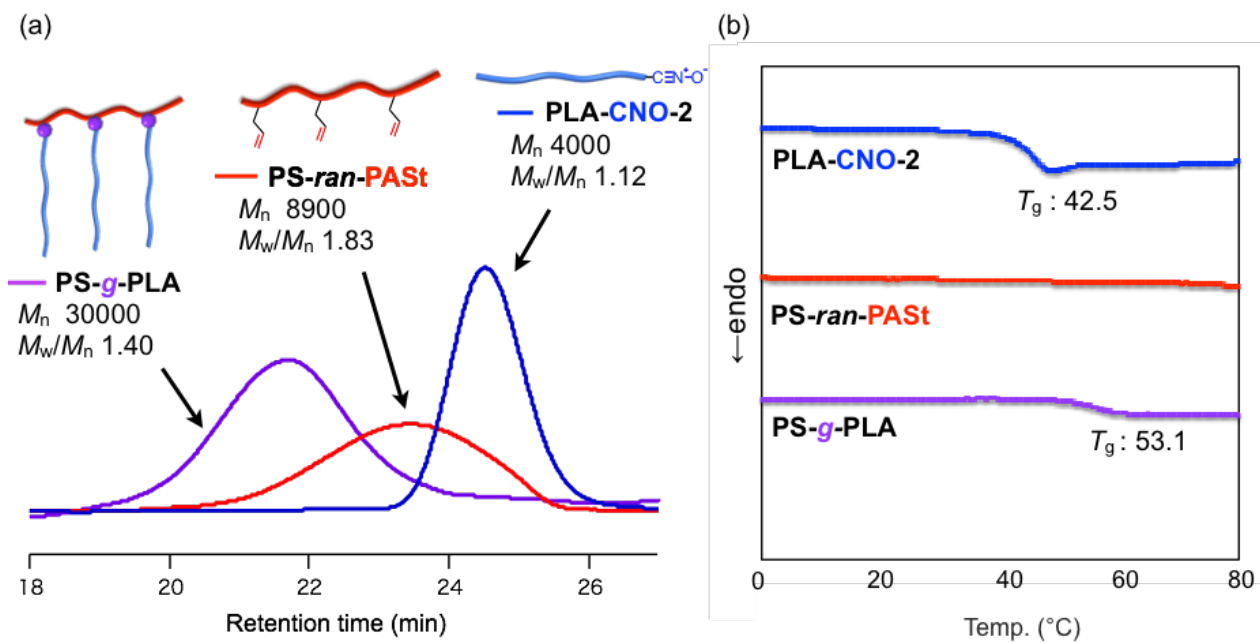 (a)
–C≡N⁺–O⁻
PLA-CNO-2
Mn 4000
Mw/Mn 1.12
PS-ran-PASt
Mn 8900
Mw/Mn 1.83
PS-g-PLA
Mn 30000
Mw/Mn 1.40
18 20 22 24 26
Retention time (min)
(b)
PLA-CNO-2
Tg : 42.5
PS-ran-PASt
PS-g-PLA
Tg : 53.1
←endo
0 20 40 60 80
Temp. (°C)